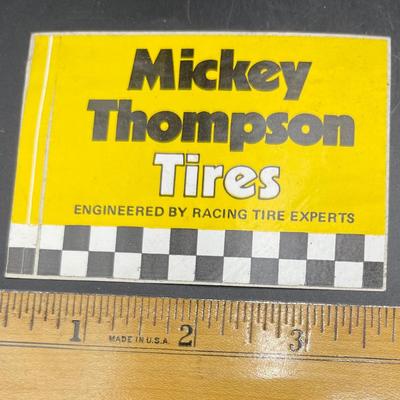 Mickey
Thompson
Tires
ENGINEERED BY RACING TIRE EXPERTS
1 2 3
MADE IN U.S.A.